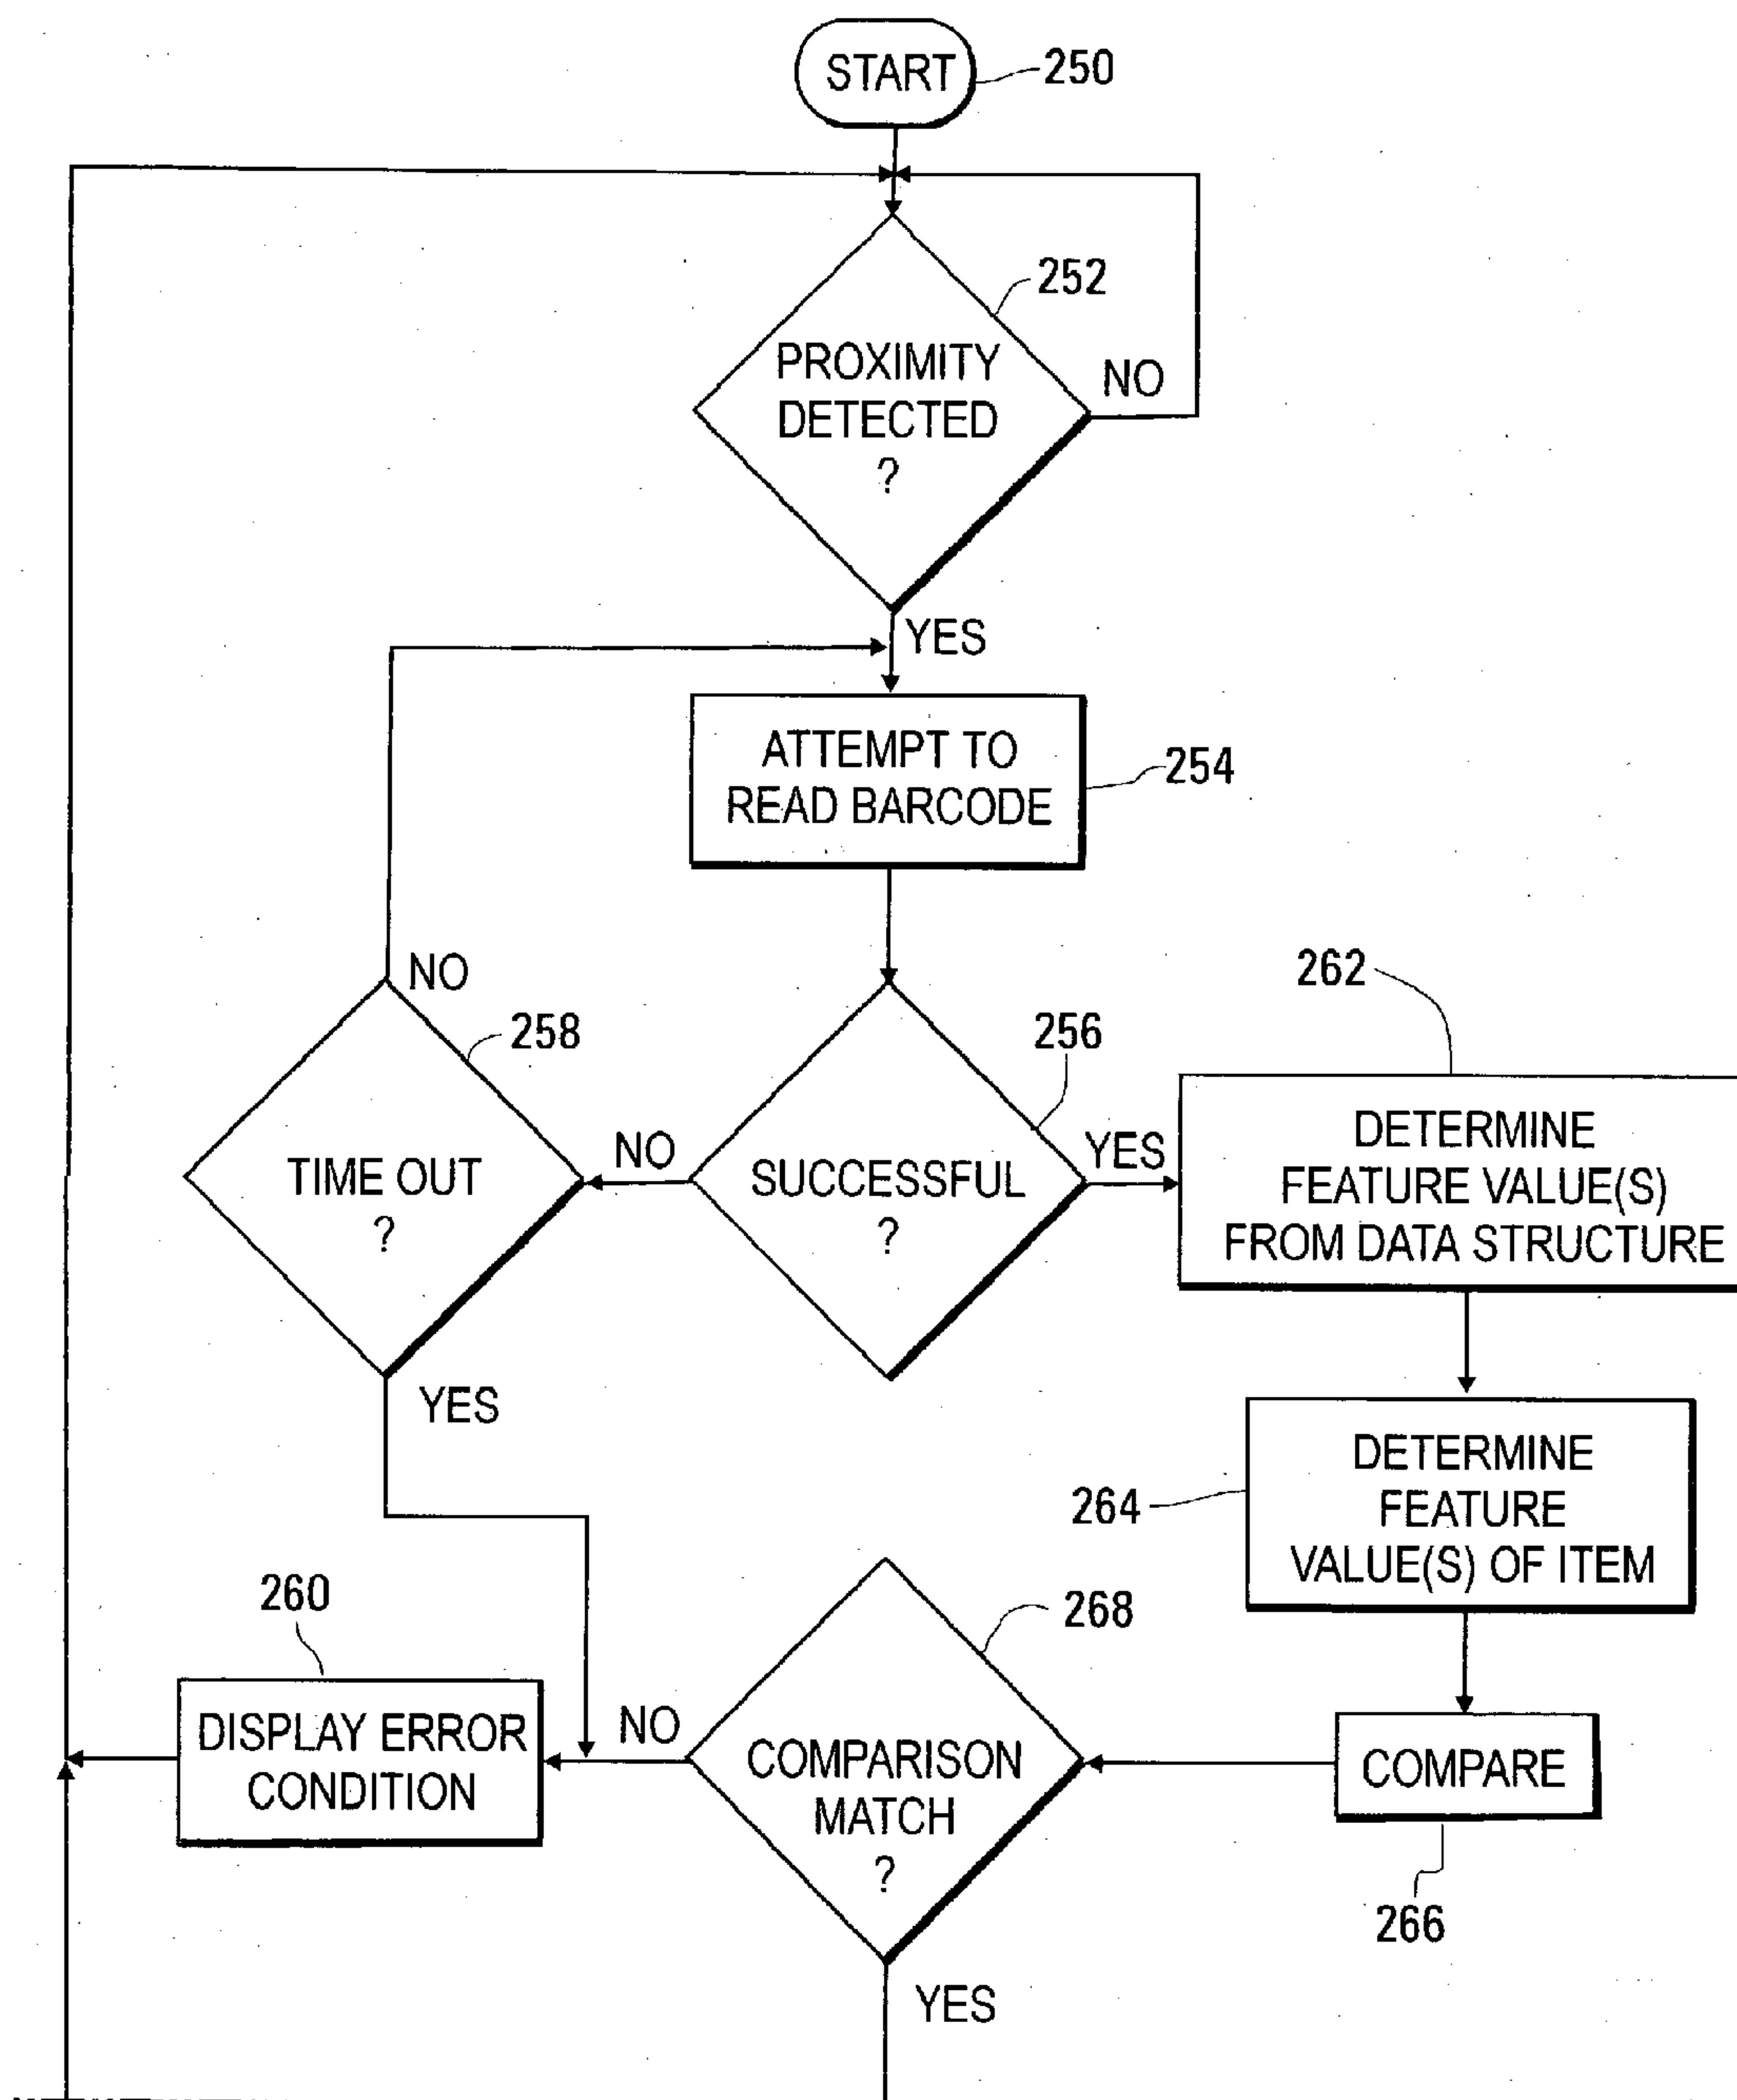 START
250
252
PROXIMITY
DETECTED
?
NO
YES
ATTEMPT TO
READ BARCODE
254
NO
258
256
262
TIME OUT
?
NO
SUCCESSFUL
?
YES
DETERMINE
FEATURE VALUE(S)
FROM DATA STRUCTURE
YES
264
DETERMINE
FEATURE
VALUE(S) OF ITEM
260
268
DISPLAY ERROR
CONDITION
NO
COMPARISON
MATCH
?
COMPARE
266
YES